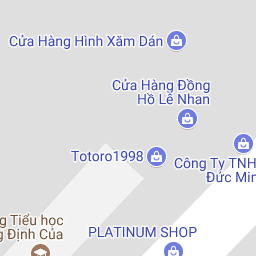 Cửa Hàng Hình Xăm Dán
Cửa Hàng Đồng
Hồ Lê Nhan
Totoro1998
Công Ty TNH
Đức Min
Tiểu học
Định Của
PLATINUM SHOP